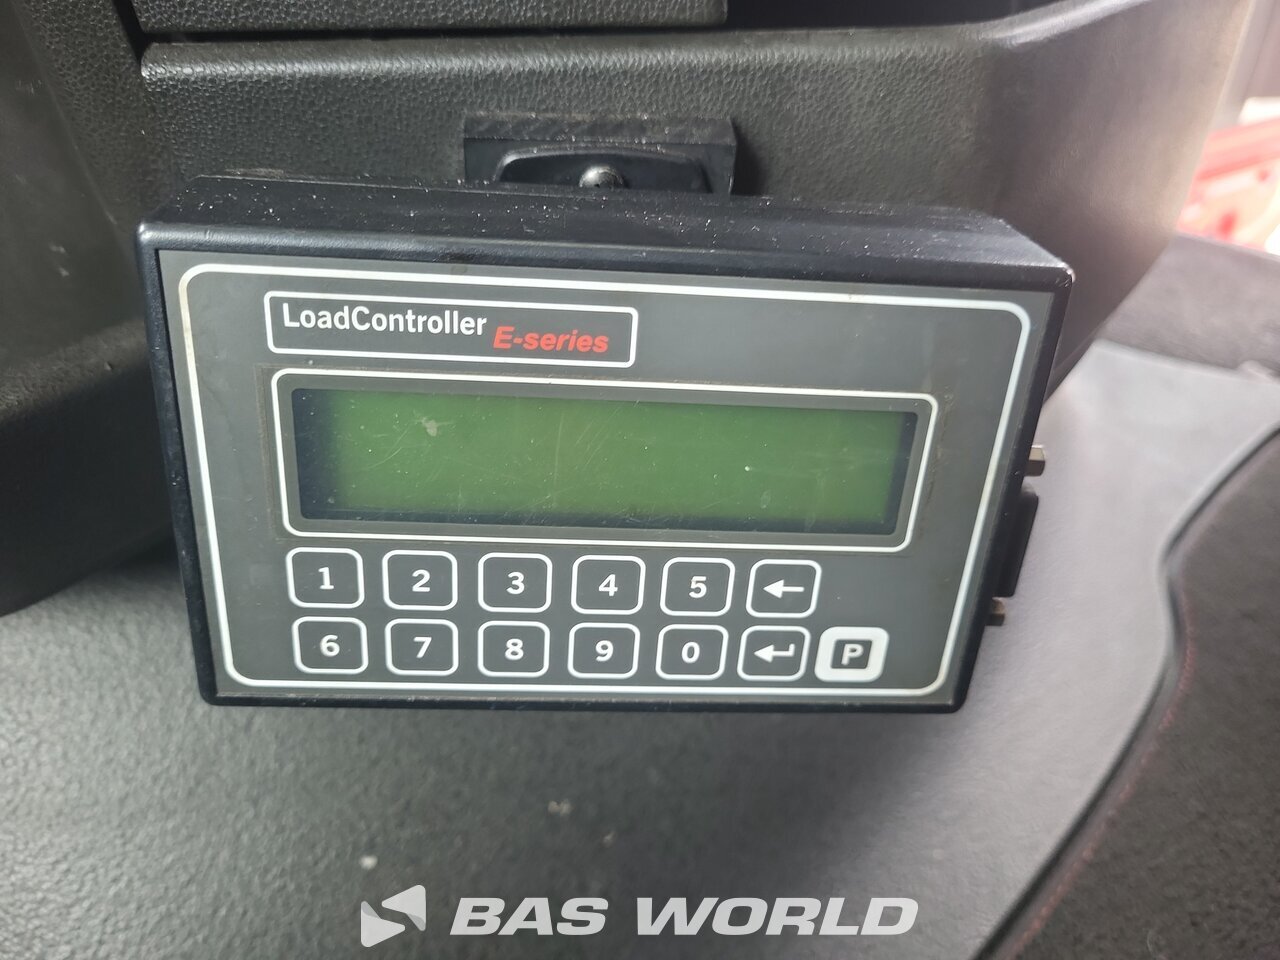 LoadController E-series
1 2 3 4 5 ←
6 7 8 9 0 ↵ P
BAS WORLD